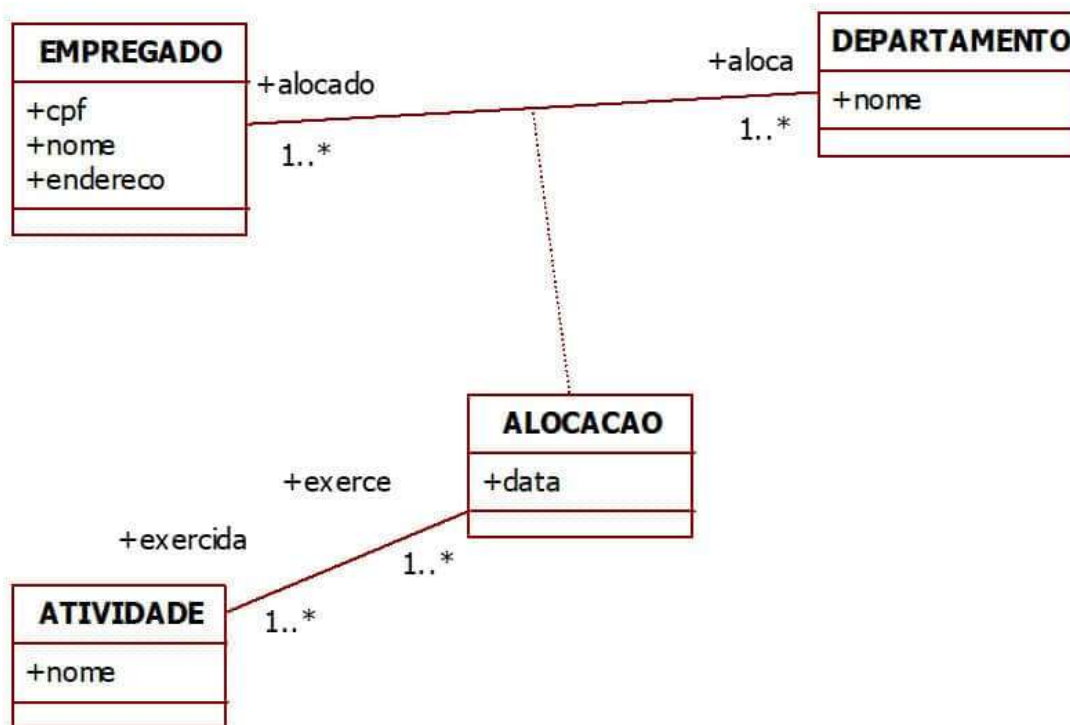 EMPREGADO
+cpf
+nome
+endereco
+alocado
1..*
+aloca
1..*
DEPARTAMENTO
+nome
ALOCACAO
+data
+exerce
1..*
+exercida
1..*
ATIVIDADE
+nome